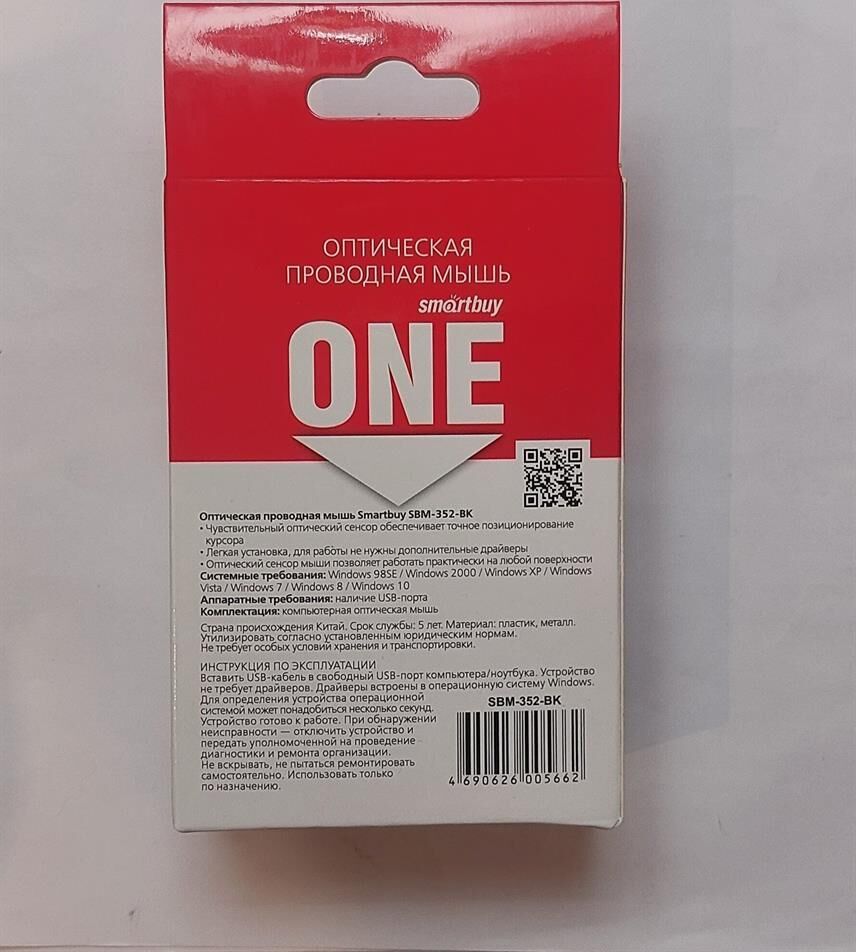 ОПТИЧЕСКАЯ
ПРОВОДНАЯ МЫШЬ
smartbuy
ONE
Оптическая проводная мышь Smartbuy SBM-352-BK
• Чувствительный оптический сенсор обеспечивает точное позиционирование
курсора
• Легкая установка, для работы не нужны дополнительные драйверы
• Оптический сенсор мыши позволяет работать практически на любой поверхности
Системные требования: Windows 98SE / Windows 2000 / Windows XP / Windows
Vista / Windows 7 / Windows 8 / Windows 10
Аппаратные требования: наличие USB-порта
Комплектация: компьютерная оптическая мышь
Страна происхождения Китай. Срок службы: 5 лет. Материал: пластик, металл.
Утилизировать согласно установленным юридическим нормам.
Не требует особых условий хранения и транспортировки.
ИНСТРУКЦИЯ ПО ЭКСПЛУАТАЦИИ
Вставить USB-кабель в свободный USB-порт компьютера/ноутбука. Устройство
не требует драйверов. Драйверы встроены в операционную систему Windows.
Для определения устройства операционной
системой может понадобиться несколько секунд.
Устройство готово к работе. При обнаружении
неисправности — отключить устройство и
передать уполномоченной на проведение
диагностики и ремонта организации.
Не вскрывать, не пытаться ремонтировать
самостоятельно. Использовать только
по назначению.
SBM-352-BK
4 690626 005662